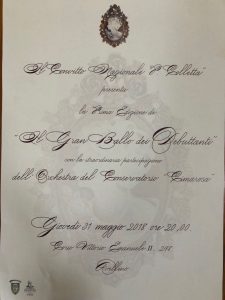 Il Convitto Nazionale "P. Colletta"
presenta
la Prima Edizione de
"Il Gran Ballo dei Debuttanti"
con la straordinaria partecipazione
dell'Orchestra del Conservatorio "Cimarosa"
Giovedì 31 maggio 2018 ore 20,00
Corso Vittorio Emanuele II, 298,
Avellino